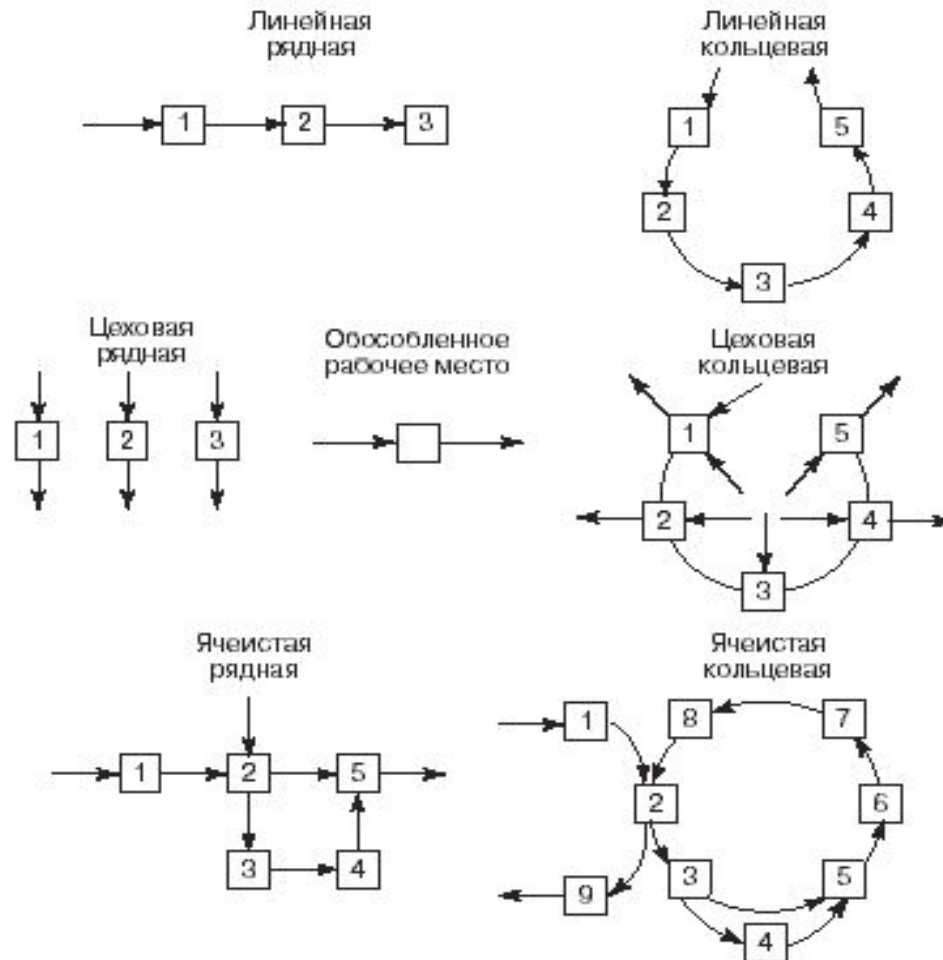 Линейная
рядная
1 2 3
Линейная
кольцевая
1 5
2 4
3
Цеховая
рядная
1 2 3
Обособленное
рабочее место
Цеховая
кольцевая
1 5
2 4
3
Ячеистая
рядная
1 2 5
3 4
Ячеистая
кольцевая
1 8 7
2 6
3 5
9
4